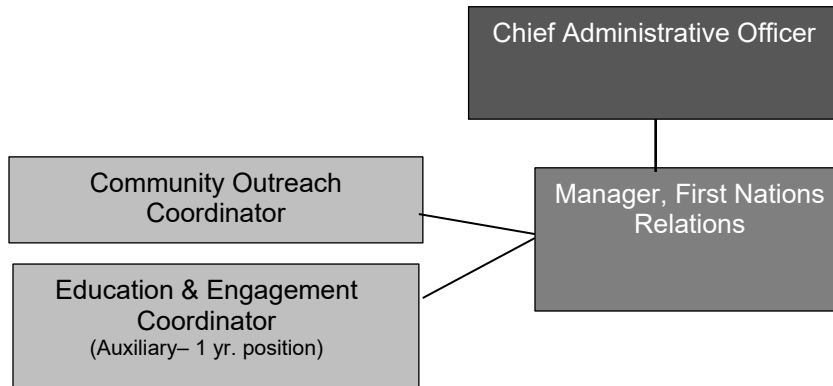 Chief Administrative Officer
Manager, First Nations
Relations
Community Outreach
Coordinator
Education & Engagement
Coordinator
(Auxiliary– 1 yr. position)